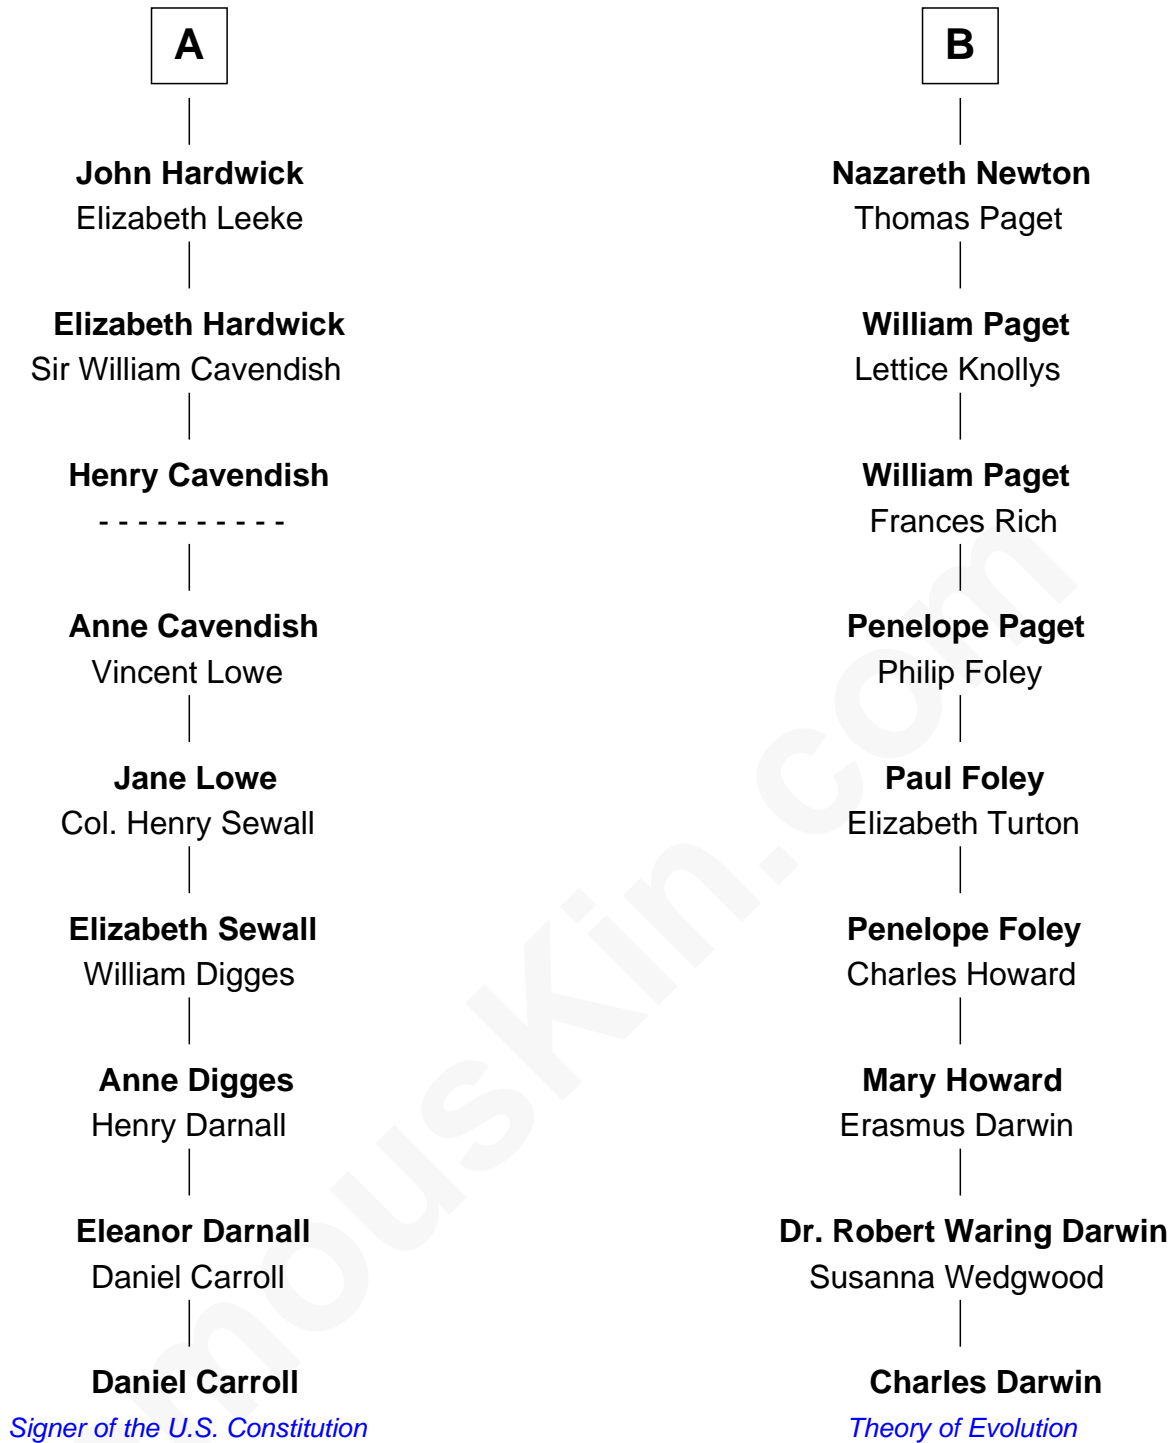 A
John Hardwick
Elizabeth Leeke
Elizabeth Hardwick
Sir William Cavendish
Henry Cavendish
- - - - - - - - - -
Anne Cavendish
Vincent Lowe
Jane Lowe
Col. Henry Sewall
Elizabeth Sewall
William Digges
Anne Digges
Henry Darnall
Eleanor Darnall
Daniel Carroll
Daniel Carroll
Signer of the U.S. Constitution
B
Nazareth Newton
Thomas Paget
William Paget
Lettice Knollys
William Paget
Frances Rich
Penelope Paget
Philip Foley
Paul Foley
Elizabeth Turton
Penelope Foley
Charles Howard
Mary Howard
Erasmus Darwin
Dr. Robert Waring Darwin
Susanna Wedgwood
Charles Darwin
Theory of Evolution
mousKin.com